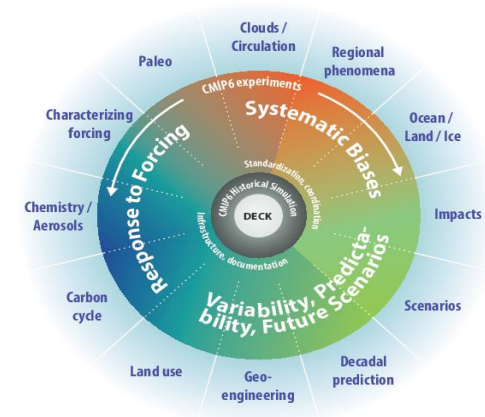 Clouds /
Circulation
Regional
phenomena
Ocean /
Land / Ice
Impacts
Scenarios
Decadal
prediction
Geo-
engineering
Land use
Carbon
cycle
Chemistry /
Aerosols
Characterizing
forcing
Paleo
CMIP6 experiments
Systematic Biases
Response to Forcing
Variability, Predicta-
bility, Future Scenarios
Standardization, coordination
Infrastructure, documentation
CMIP6 Historical Simulation
DECK